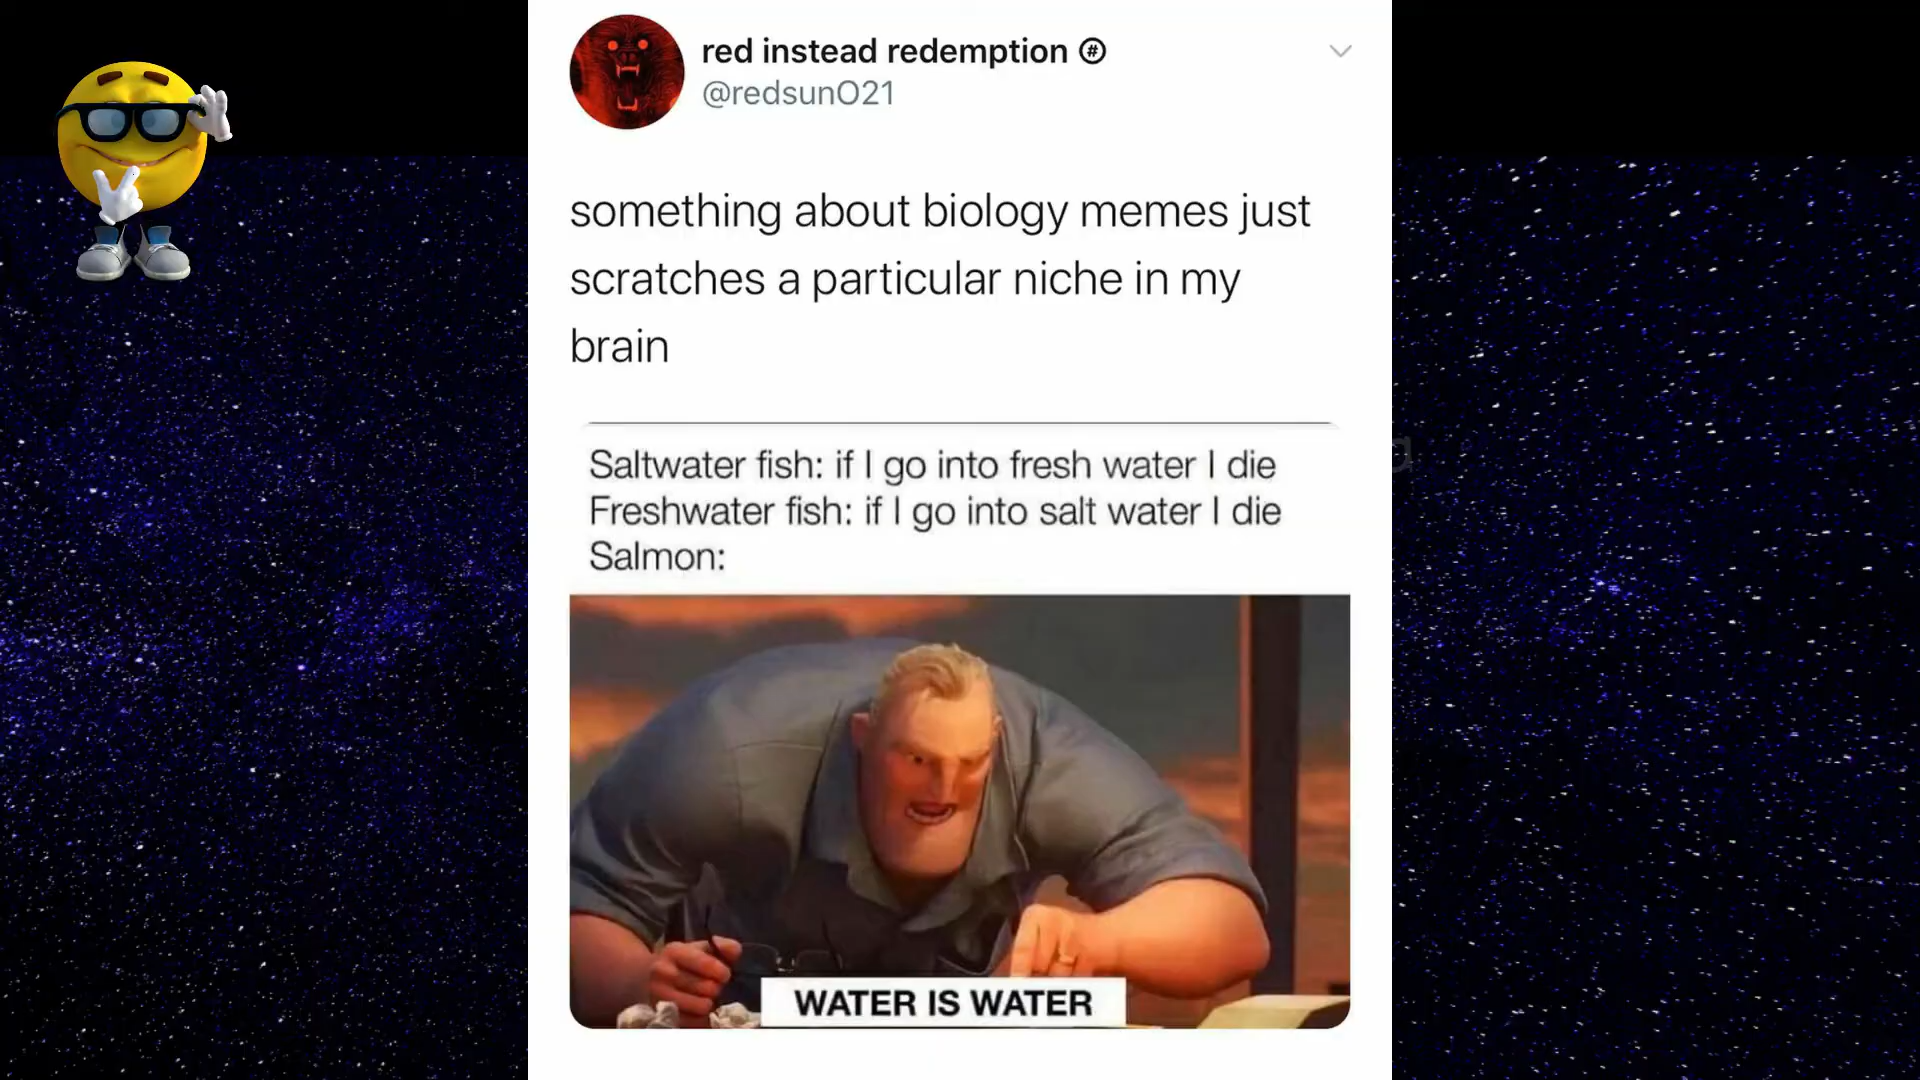 red instead redemption #
@redsunO21
something about biology memes just
scratches a particular niche in my
brain
Saltwater fish: if I go into fresh water I die
Freshwater fish: if I go into salt water I die
Salmon:
WATER IS WATER